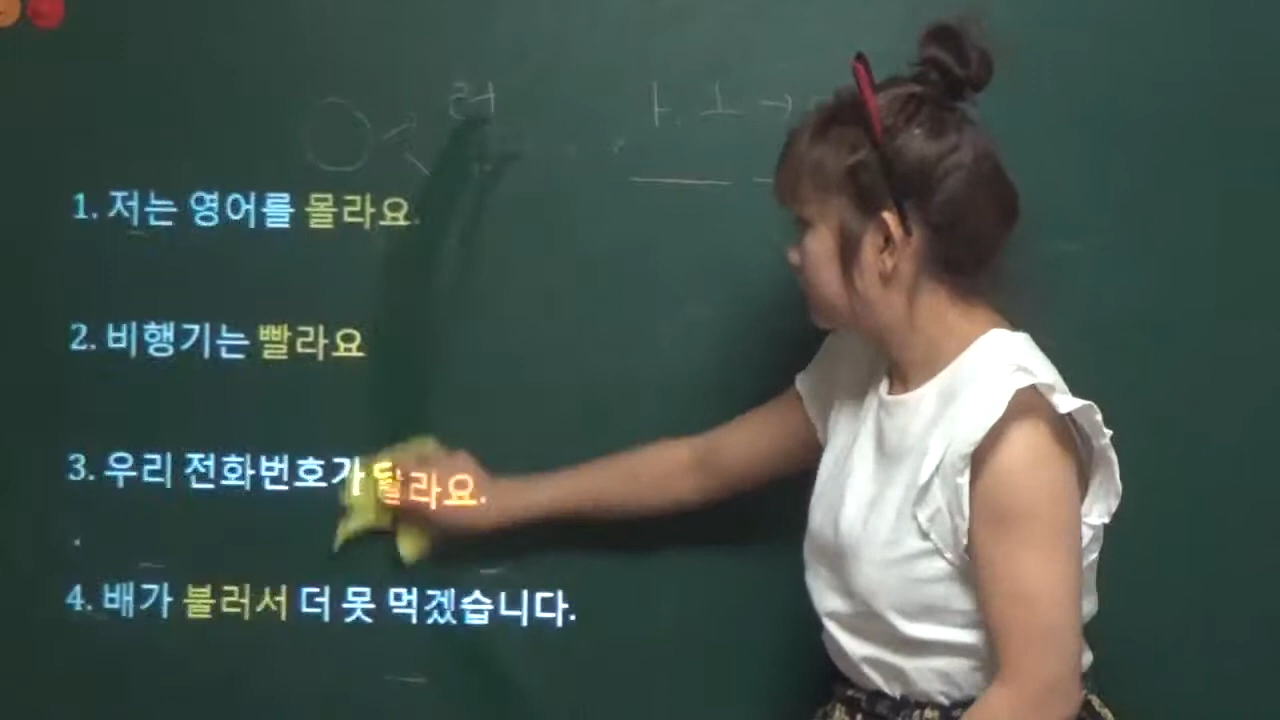 ㅏ. ㅗ →
1. 저는 영어를 몰라요.
2. 비행기는 빨라요
3. 우리 전화번호가 달라요.
4. 배가 불러서 더 못 먹겠습니다.